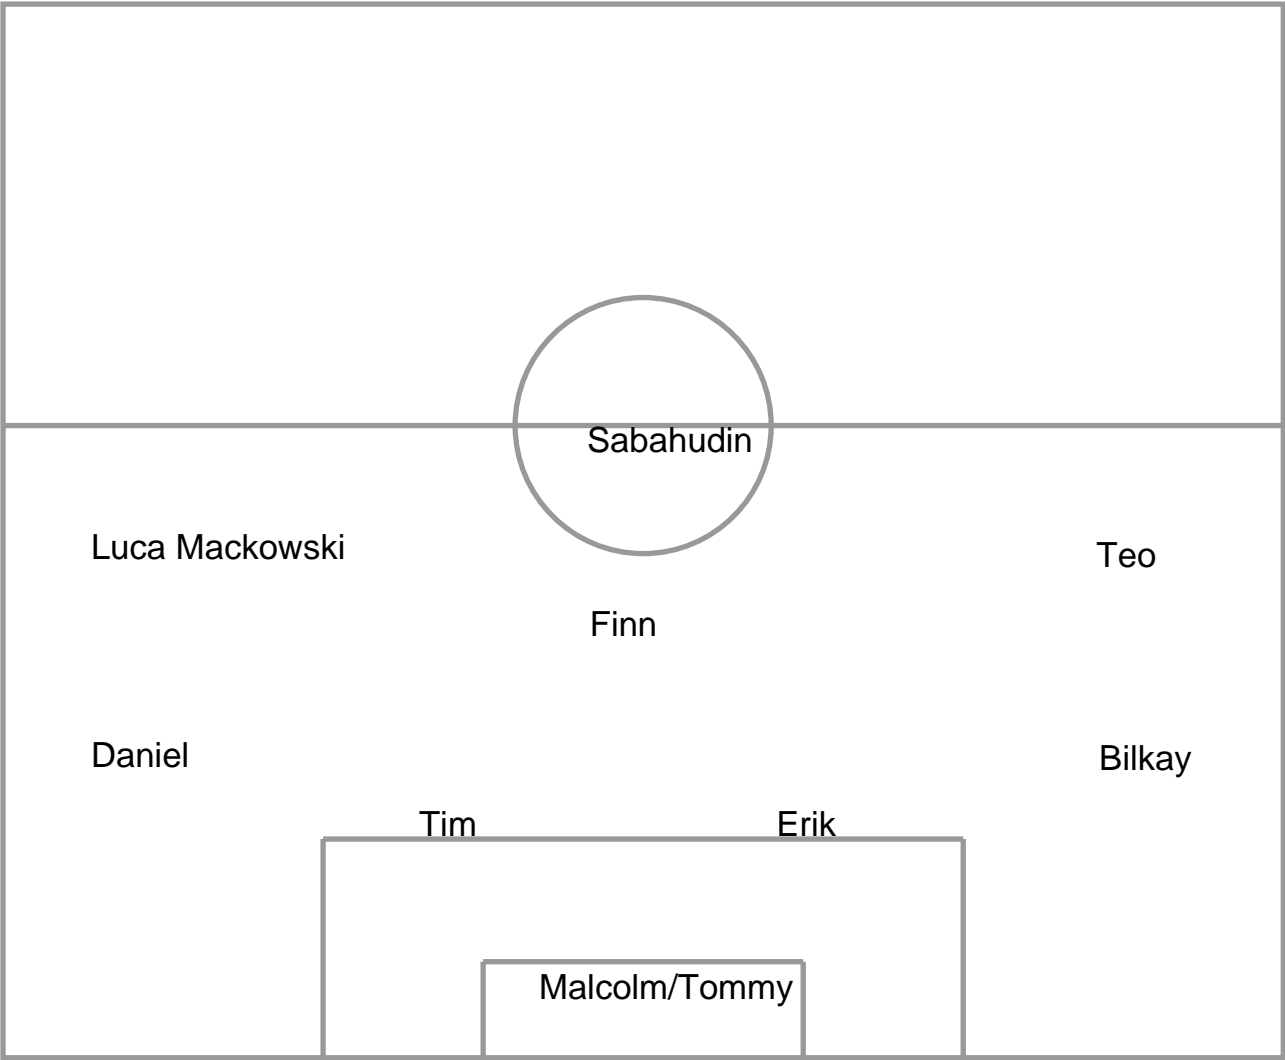 Sabahudin
Luca Mackowski
Teo
Finn
Daniel
Bilkay
Tim
Erik
Malcolm/Tommy